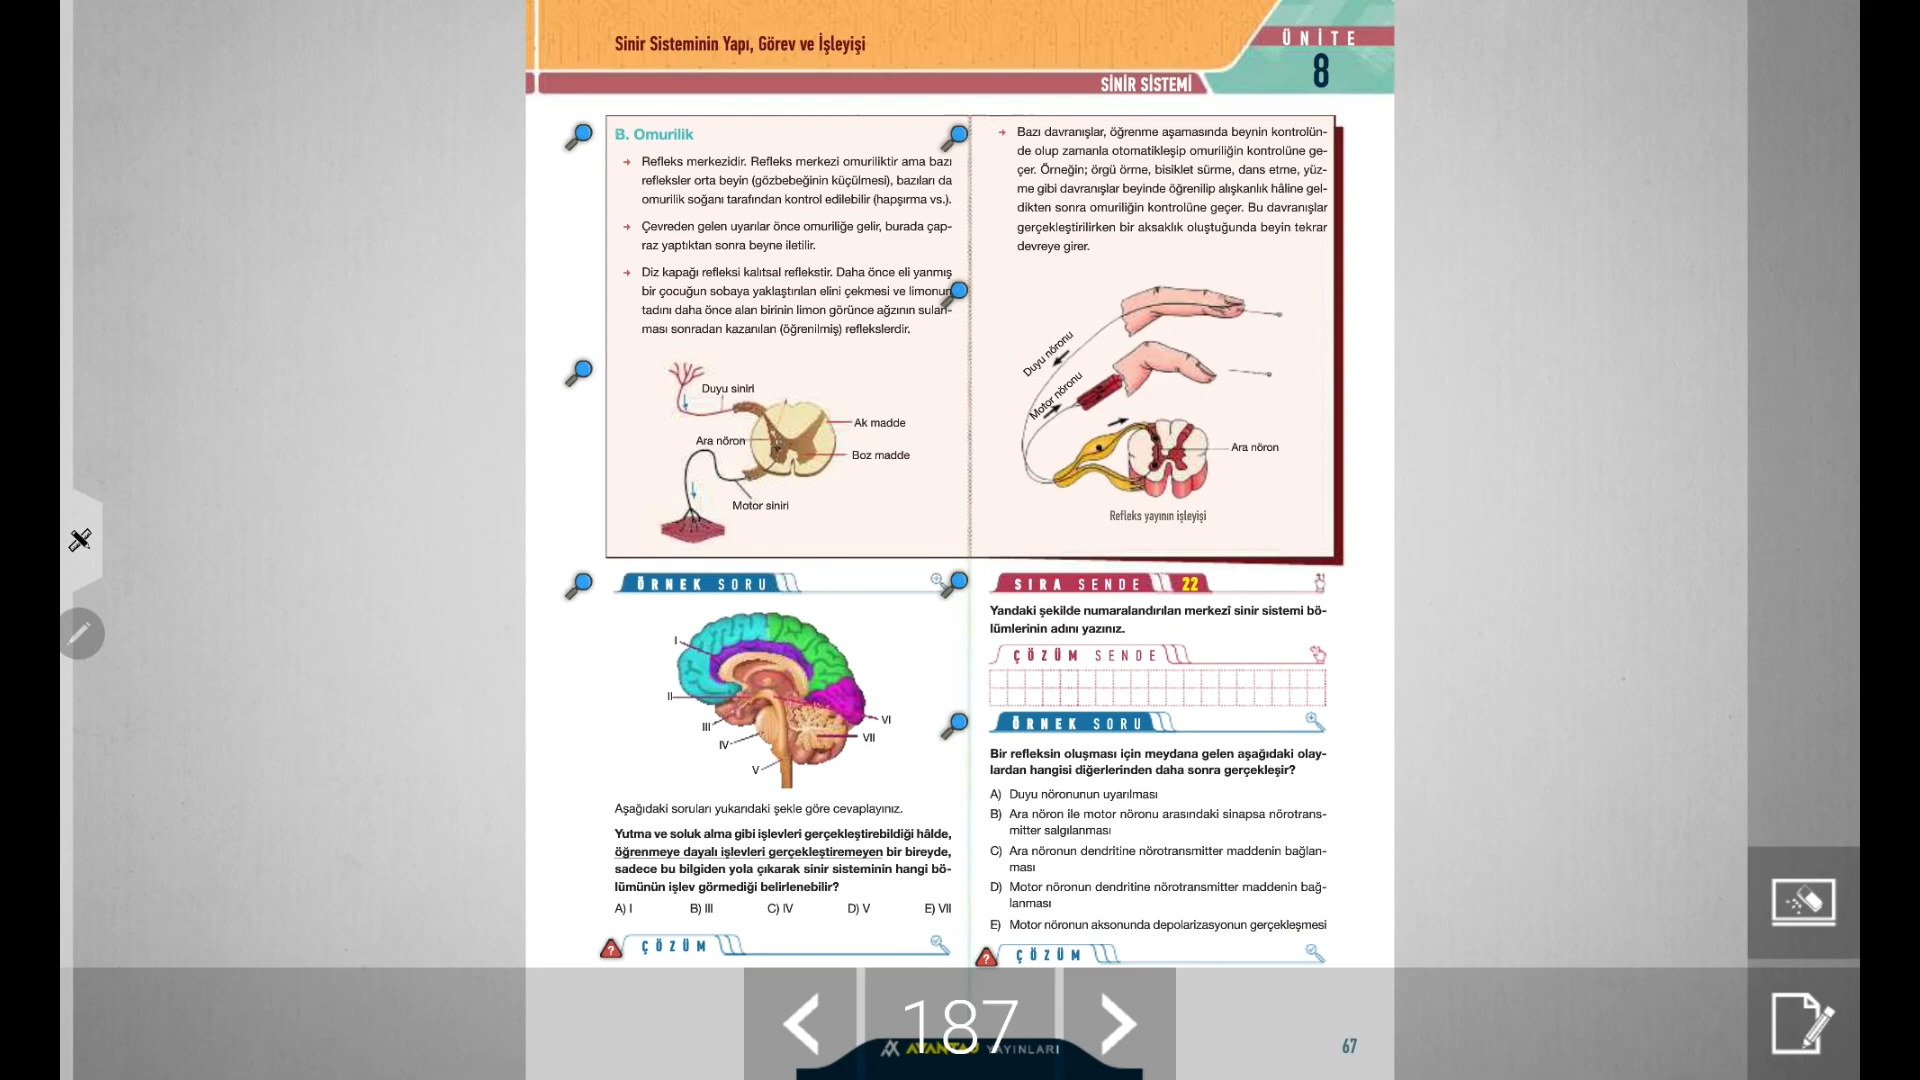 Sinir Sisteminin Yapı, Görev ve İşleyişi
ÜNİTE
8
SİNİR SİSTEMİ
B. Omurilik
→ Refleks merkezidir. Refleks merkezi omuriliktir ama bazı
refleksler orta beyin (gözbebeğinin küçülmesi), bazıları da
omurilik soğanı tarafından kontrol edilebilir (hapşırma vs.).
→ Çevreden gelen uyarılar önce omuriliğe gelir, burada çap-
raz yaptıktan sonra beyne iletilir.
→ Diz kapağı refleksi kalıtsal reflekstir. Daha önce eli yanmış
bir çocuğun sobaya yaklaştırılan elini çekmesi ve limonun
tadını daha önce alan birinin limon görünce ağzının sulan-
ması sonradan kazanılan (öğrenilmiş) reflekslerdir.
Duyu siniri
Ak madde
Ara nöron
Boz madde
Motor siniri
→ Bazı davranışlar, öğrenme aşamasında beynin kontrolün-
de olup zamanla otomatikleşip omuriliğin kontrolüne ge-
çer. Örneğin; örgü örme, bisiklet sürme, dans etme, yüz-
me gibi davranışlar beyinde öğrenilip alışkanlık hâline gel-
dikten sonra omuriliğin kontrolüne geçer. Bu davranışlar
gerçekleştirilirken bir aksaklık oluştuğunda beyin tekrar
devreye girer.
Duyu nöronu
Motor nöronu
Ara nöron
Refleks yayının işleyişi
ÖRNEK SORU
I
II
III
IV
V
VI
VII
Aşağıdaki soruları yukarıdaki şekle göre cevaplayınız.
Yutma ve soluk alma gibi işlevleri gerçekleştirebildiği hâlde,
öğrenmeye dayalı işlevleri gerçekleştiremeyen bir bireyde,
sadece bu bilgiden yola çıkarak sinir sisteminin hangi bö-
lümünün işlev görmediği belirlenebilir?
A) I B) III C) IV D) V E) VII
? ÇÖZÜM
SIRA SENDE 22
Yandaki şekilde numaralandırılan merkezî sinir sistemi bö-
lümlerinin adını yazınız.
ÇÖZÜM SENDE
ÖRNEK SORU
Bir refleksin oluşması için meydana gelen aşağıdaki olay-
lardan hangisi diğerlerinden daha sonra gerçekleşir?
A) Duyu nöronunun uyarılması
B) Ara nöron ile motor nöronu arasındaki sinapsa nörotrans-
mitter salgılanması
C) Ara nöronun dendritine nörotransmitter maddenin bağlan-
ması
D) Motor nöronun dendritine nörotransmitter maddenin bağ-
lanması
E) Motor nöronun aksonunda depolarizasyonun gerçekleşmesi
? ÇÖZÜM
187
AVANTAJ YAYINLARI
67